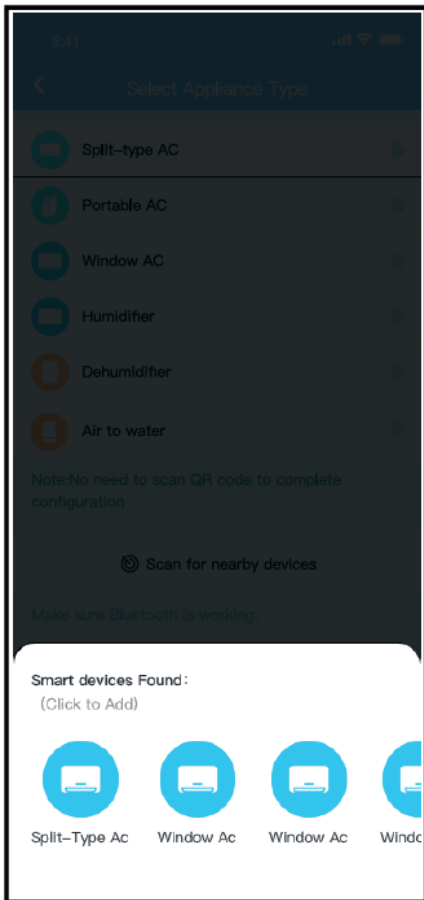 9:41
Select Appliance Type
Split-type AC
Portable AC
Window AC
Humidifier
Dehumidifier
Air to water
Note:No need to scan QR code to complete
configuration
Scan for nearby devices
Make sure Bluetooth is working.
Smart devices Found:
(Click to Add)
Split-Type Ac Window Ac Window Ac Windo